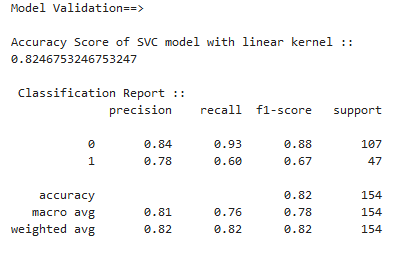 Model Validation==>
Accuracy Score of SVC model with linear kernel ::
0.8246753246753247
Classification Report ::
precision recall f1-score support
0 0.84 0.93 0.88 107
1 0.78 0.60 0.67 47
accuracy 0.82 154
macro avg 0.81 0.76 0.78 154
weighted avg 0.82 0.82 0.82 154